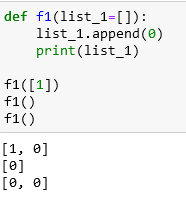 def f1(list_1=[]):
    list_1.append(0)
    print(list_1)

f1([1])
f1()
f1()

[1, 0]
[0]
[0, 0]